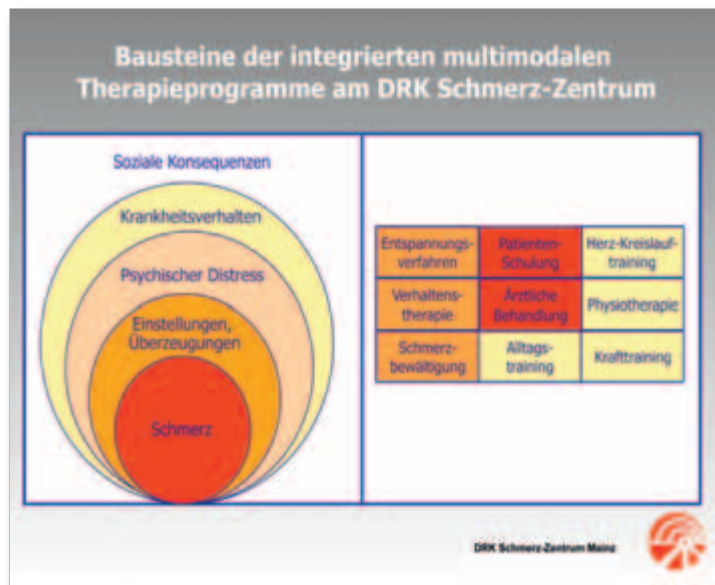 Bausteine der integrierten multimodalen
Therapieprogramme am DRK Schmerz-Zentrum
Soziale Konsequenzen
Krankheitsverhalten
Psychischer Distress
Einstellungen,
Überzeugungen
Schmerz
Entspannungs-
verfahren
Patienten-
Schulung
Herz-Kreislauf-
training
Verhaltens-
therapie
Ärztliche
Behandlung
Physiotherapie
Schmerz-
bewältigung
Alltags-
training
Krafttraining
DRK Schmerz-Zentrum Mainz